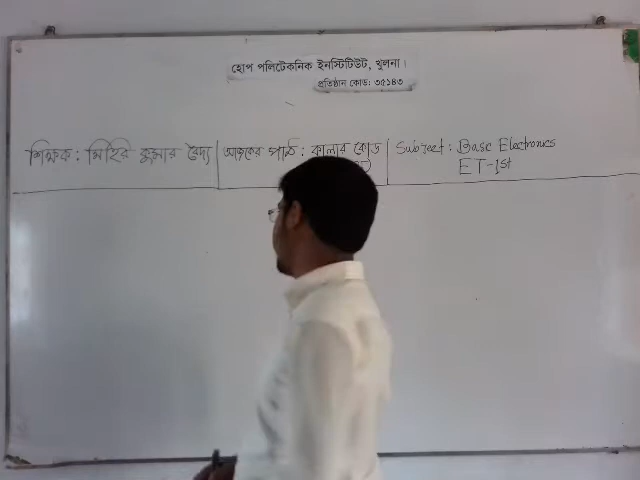 হোপ পলিটেকনিক ইনস্টিটিউট, খুলনা।
প্রতিষ্ঠান কোড: ৩৫১৪৩
শিক্ষক : মিহির কুমার বৈদ্য
আজকের পাঠ : কালার কোড
Subject : Basic Electronics
ET-1st